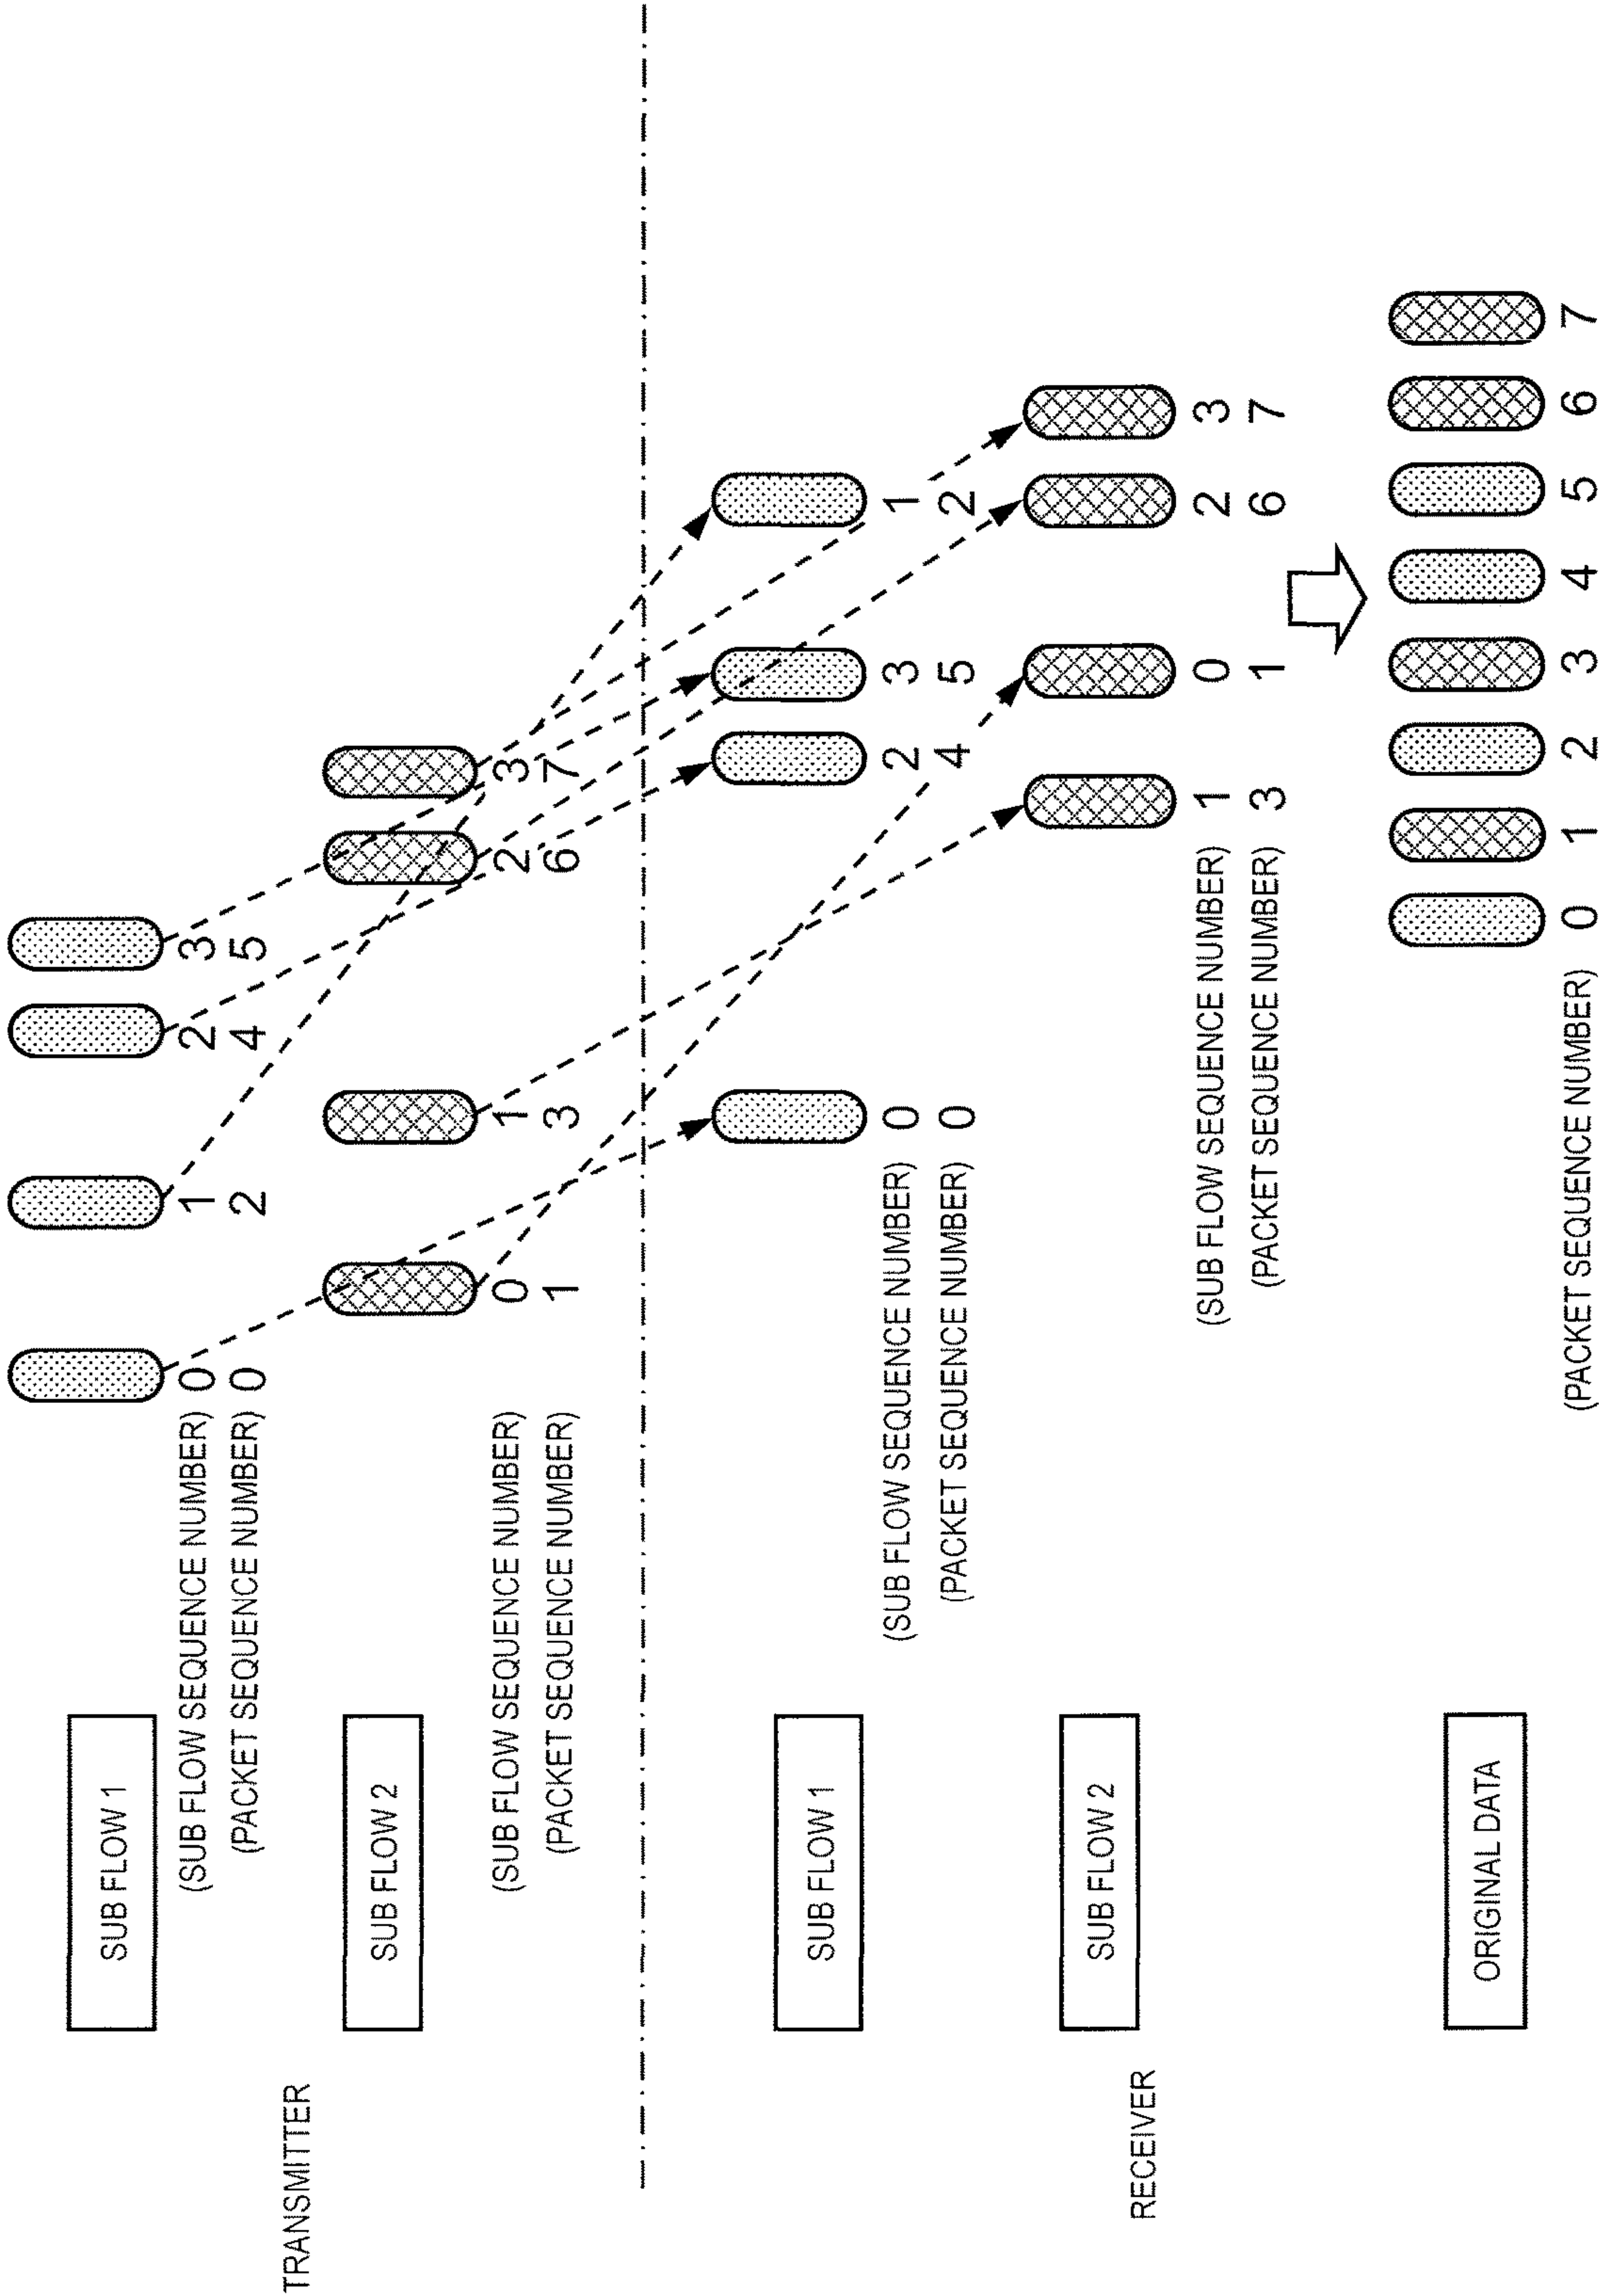 TRANSMITTER
SUB FLOW 1
(SUB FLOW SEQUENCE NUMBER) 0 1 2 3
(PACKET SEQUENCE NUMBER) 0 2 4 5
SUB FLOW 2
(SUB FLOW SEQUENCE NUMBER) 0 1 2 3
(PACKET SEQUENCE NUMBER) 1 3 6 7
RECEIVER
SUB FLOW 1
(SUB FLOW SEQUENCE NUMBER) 0 2 3 1
(PACKET SEQUENCE NUMBER) 0 4 5 2
SUB FLOW 2
(SUB FLOW SEQUENCE NUMBER) 1 0 2 3
(PACKET SEQUENCE NUMBER) 3 1 6 7
ORIGINAL DATA
(PACKET SEQUENCE NUMBER) 0 1 2 3 4 5 6 7